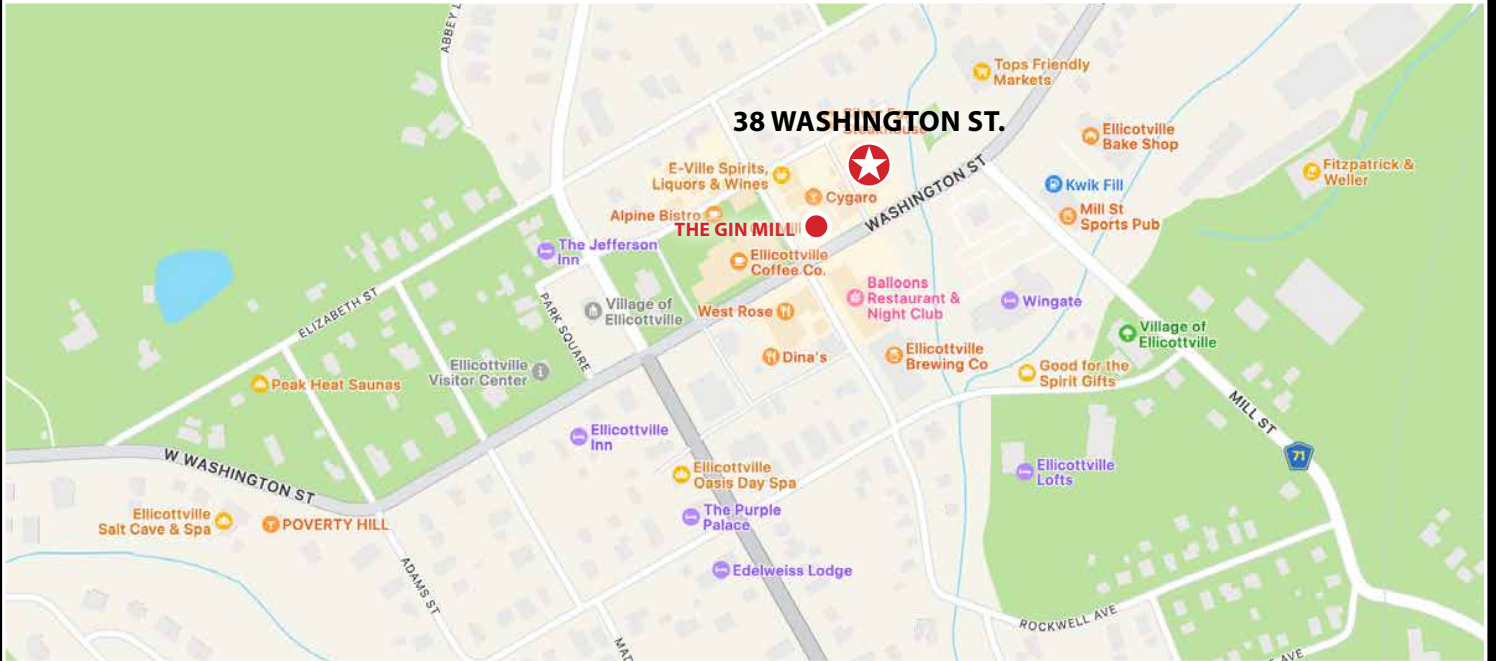 ABBEY L
Tops Friendly
Markets
38 WASHINGTON ST.
Ellicotville
Bake Shop
E-Ville Spirits,
Liquors & Wines
Fitzpatrick &
Weller
Kwik Fill
Cygaro
WASHINGTON ST
Mill St
Sports Pub
Alpine Bistro
THE GIN MILL
The Jefferson
Inn
Ellicottville
Coffee Co.
Balloons
Restaurant &
Night Club
Wingate
ELIZABETH ST
PARK SQUARE
Village of
Ellicottville
West Rose
Village of
Ellicottville
Dina's
Ellicottville
Brewing Co
Ellicottville
Visitor Center
Good for the
Spirit Gifts
Peak Heat Saunas
MILL ST
Ellicottville
Inn
71
W WASHINGTON ST
Ellicottville
Oasis Day Spa
Ellicottville
Lofts
Ellicottville
Salt Cave & Spa
POVERTY HILL
The Purple
Palace
Edelweiss Lodge
ADAMS ST
ROCKWELL AVE
MAD
AVE